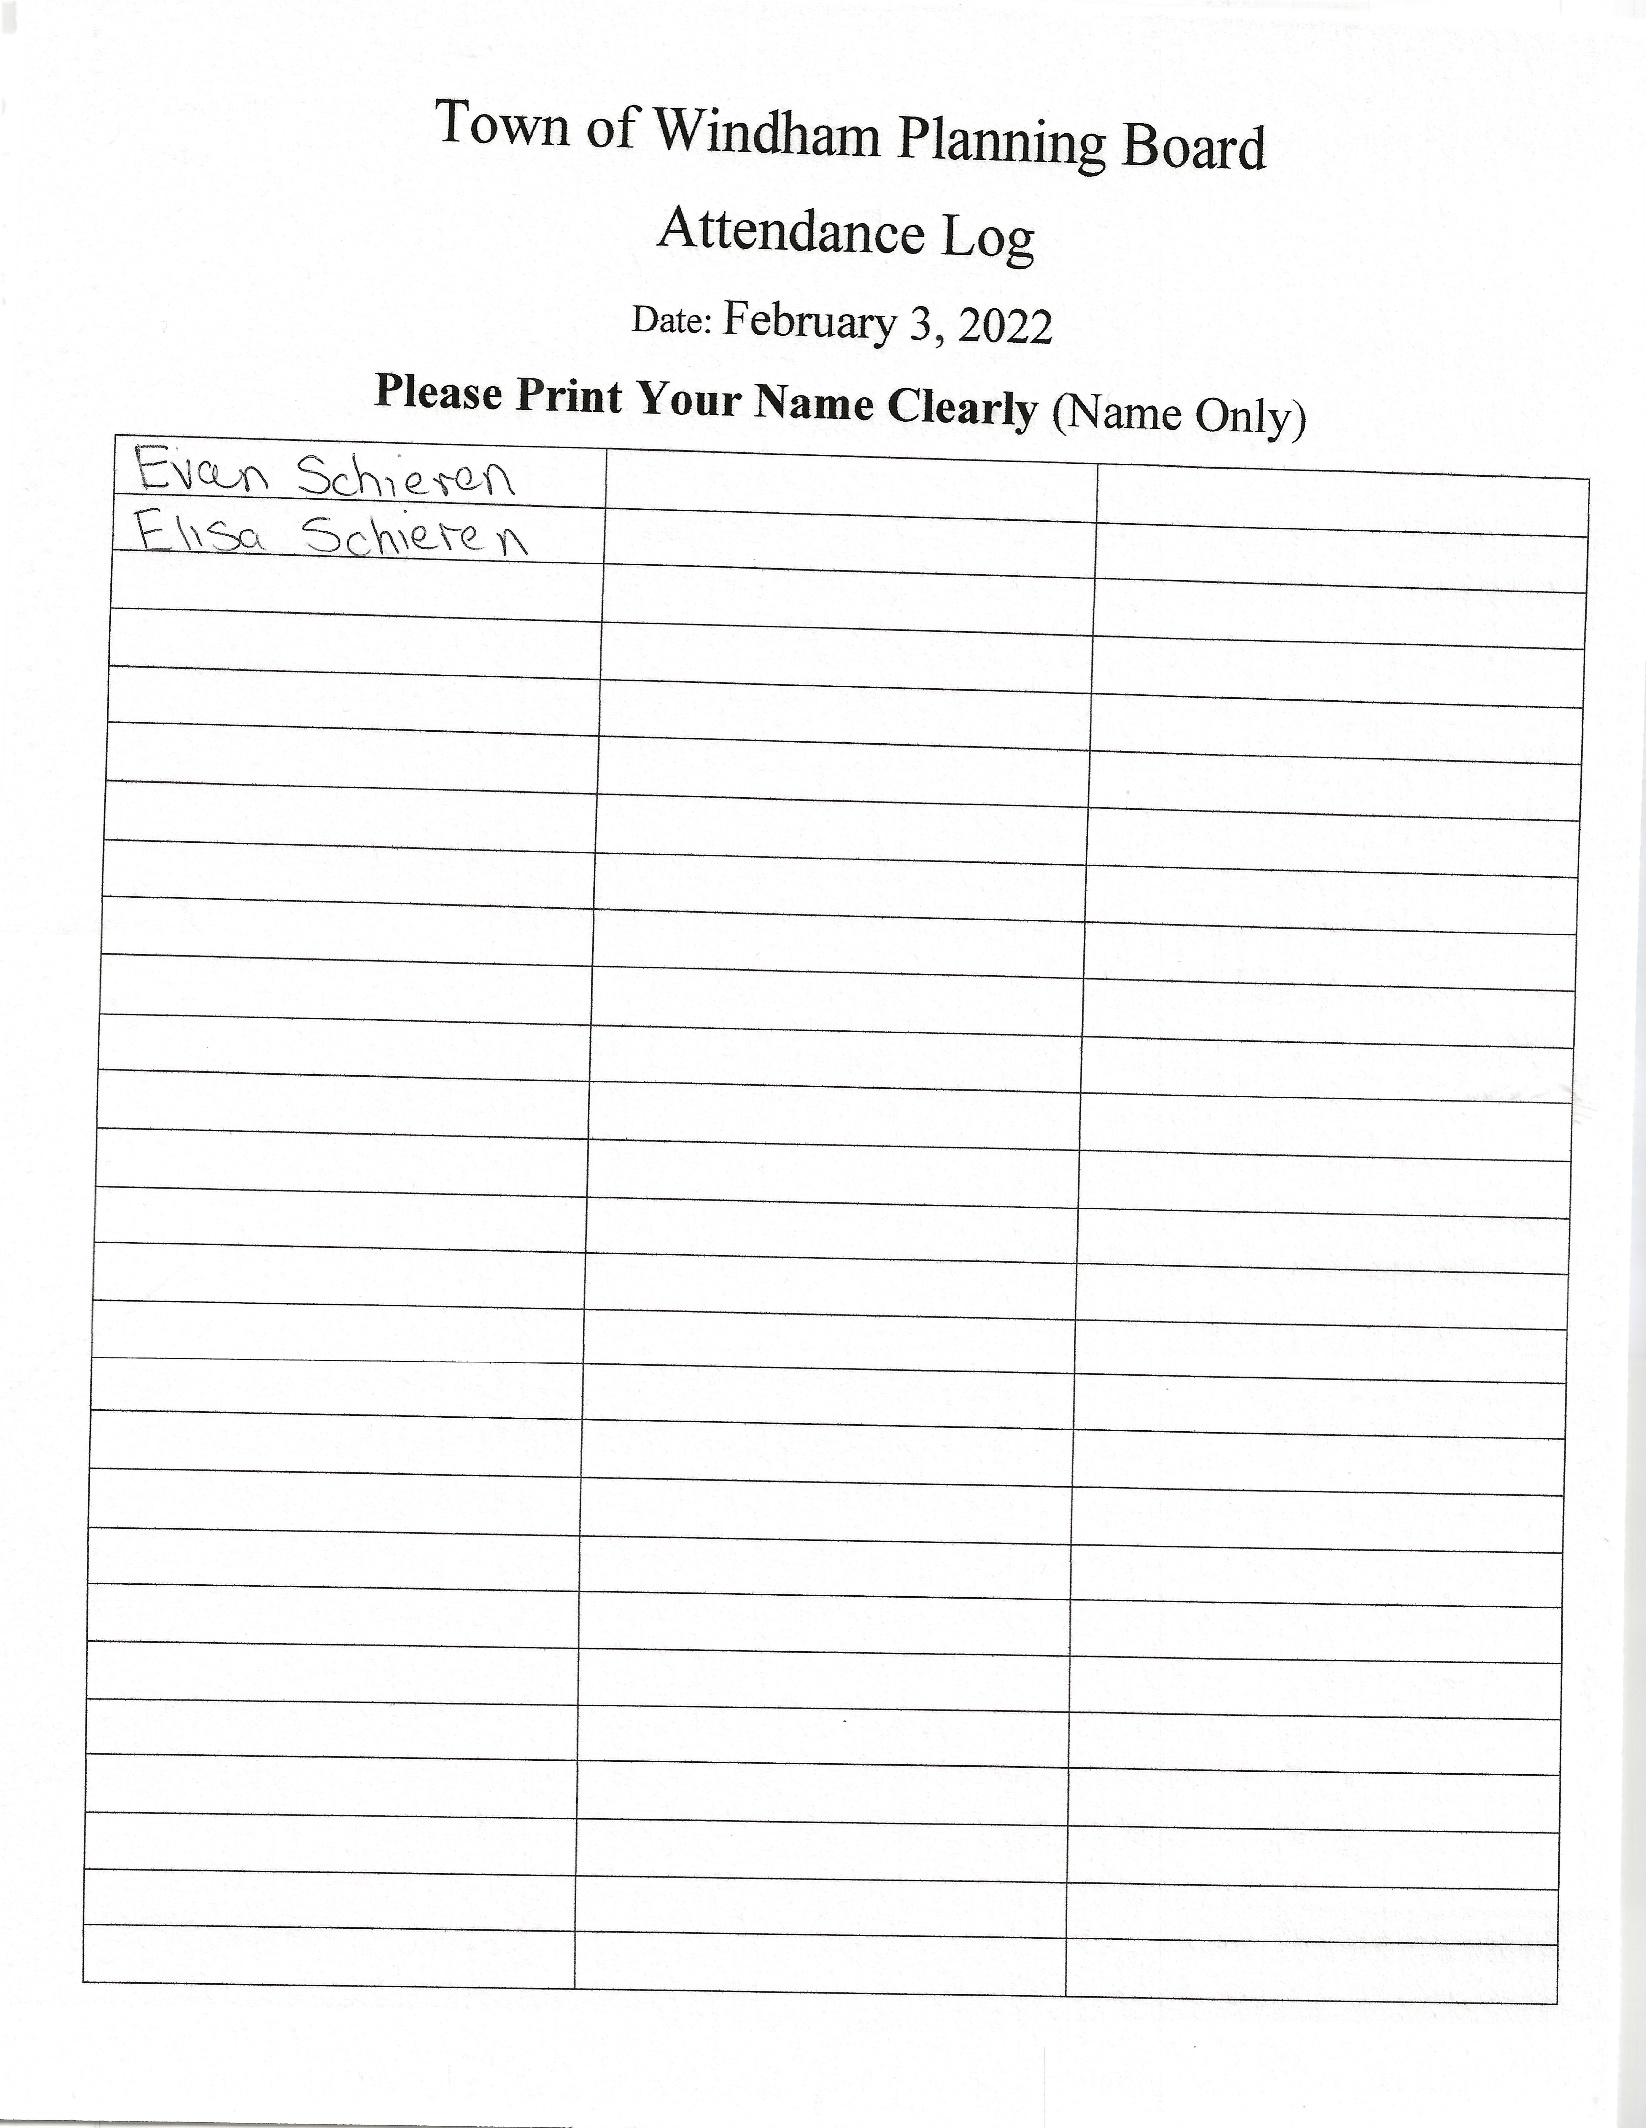 Town of Windham Planning Board
Attendance Log
Date: February 3, 2022
Please Print Your Name Clearly (Name Only)
Evan Schieren
Elisa Schieren